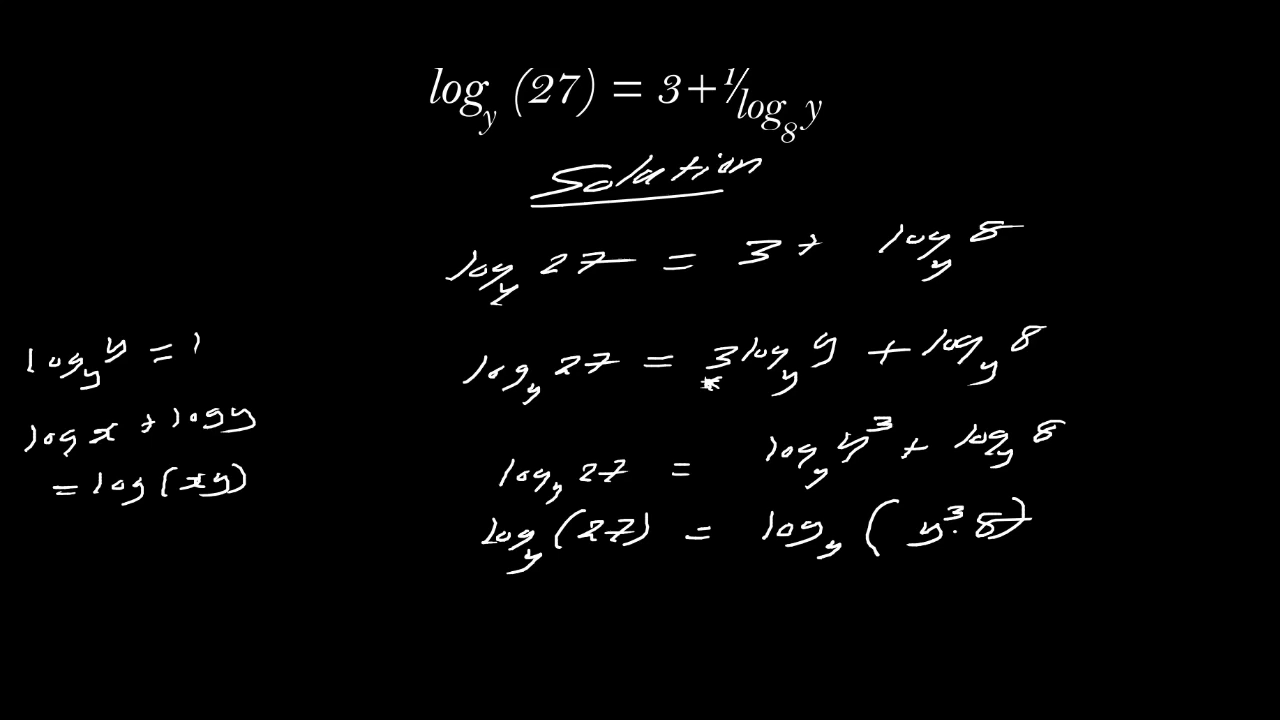 log_y (27) = 3+1/log_8 y
Solution
log_y 27 = 3 + log_y 8
log_y y = 1
log_y 27 = 3 log_y y + log_y 8
log x + log y
= log (xy)
log_y 27 = log_y y^3 + log_y 8
log_y (27) = log_y ( y^3 . 8)